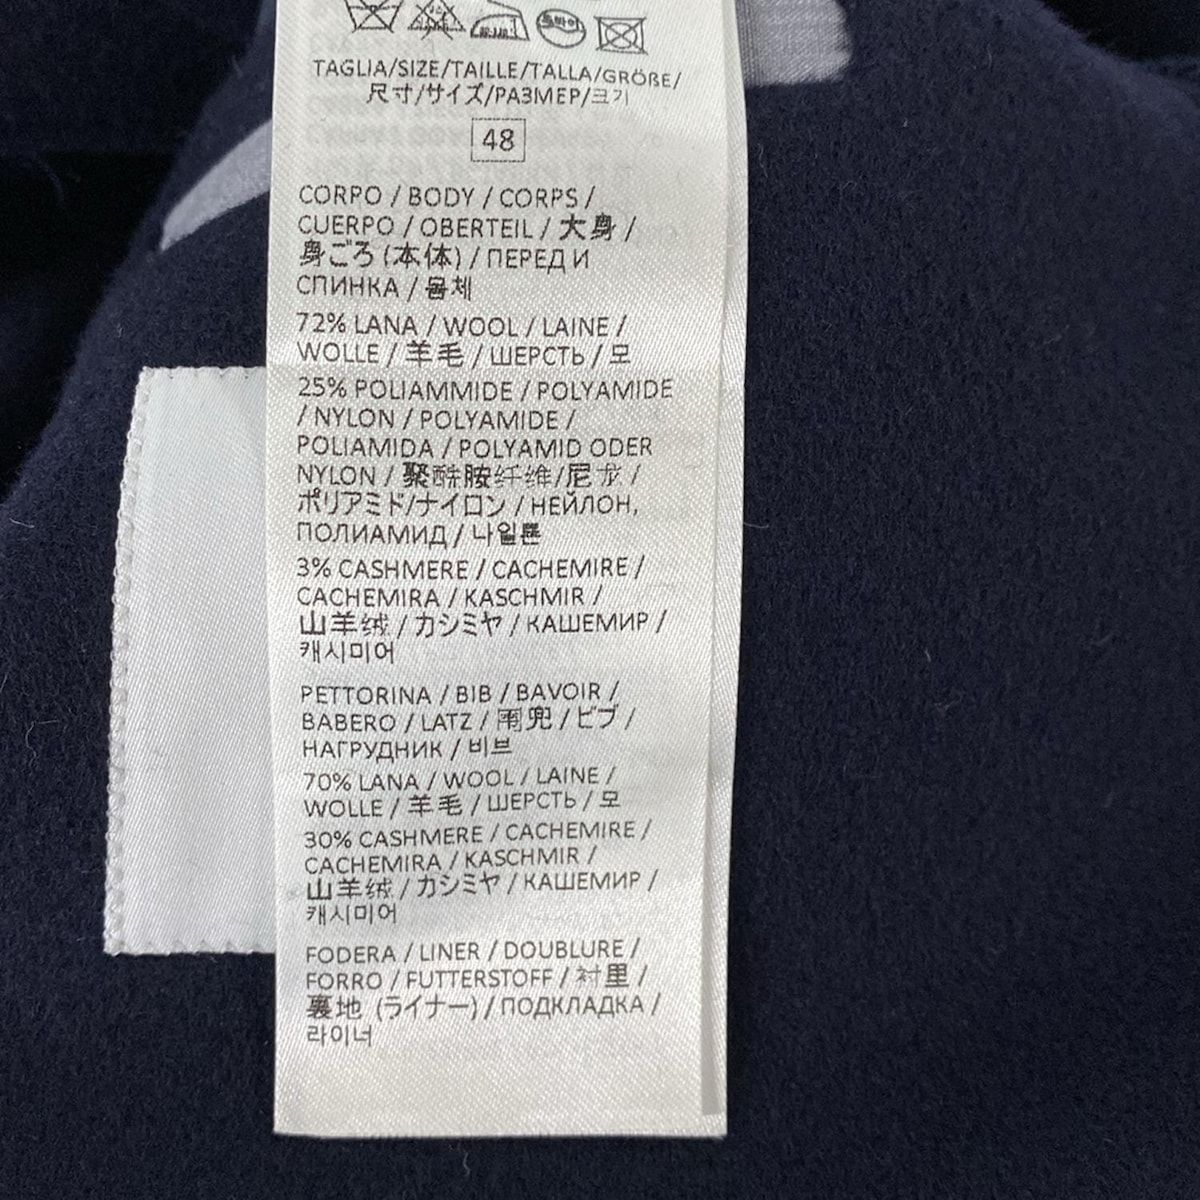 TAGLIA/SIZE/TAILLE/TALLA/GRÖßE/
尺寸/サイズ/РАЗМЕР/크기
48
CORPO / BODY / CORPS /
CUERPO / OBERTEIL / 大身 /
身ごろ (本体) / ПЕРЕД И
СПИНКА / 몸체
72% LANA / WOOL / LAINE /
WOLLE / 羊毛 / ШЕРСТЬ / 모
25% POLIAMMIDE / POLYAMIDE
/ NYLON / POLYAMIDE /
POLIAMIDA / POLYAMID ODER
NYLON / 聚酰胺纤维/尼龙 /
ポリアミド/ナイロン / НЕЙЛОН,
ПОЛИАМИД / 나일론
3% CASHMERE / CACHEMIRE /
CACHEMIRA / KASCHMIR /
山羊绒 / カシミヤ / КАШЕМИР /
캐시미어
PETTORINA / BIB / BAVOIR /
BABERO / LATZ / 围兜 / ビブ /
НАГРУДНИК / 비브
70% LANA / WOOL / LAINE /
WOLLE / 羊毛 / ШЕРСТЬ / 모
30% CASHMERE / CACHEMIRE /
CACHEMIRA / KASCHMIR /
山羊绒 / カシミヤ / КАШЕМИР /
캐시미어
FODERA / LINER / DOUBLURE /
FORRO / FUTTERSTOFF / 衬里 /
裏地 (ライナー) / ПОДКЛАДКА /
라이너